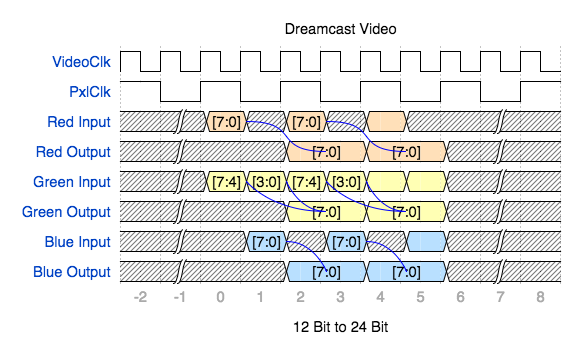 Dreamcast Video
VideoClk
PxlClk
Red Input [7:0] [7:0]
Red Output [7:0] [7:0]
Green Input [7:4] [3:0] [7:4] [3:0]
Green Output [7:0] [7:0]
Blue Input [7:0] [7:0]
Blue Output [7:0] [7:0]
-2 -1 0 1 2 3 4 5 6 7 8
12 Bit to 24 Bit